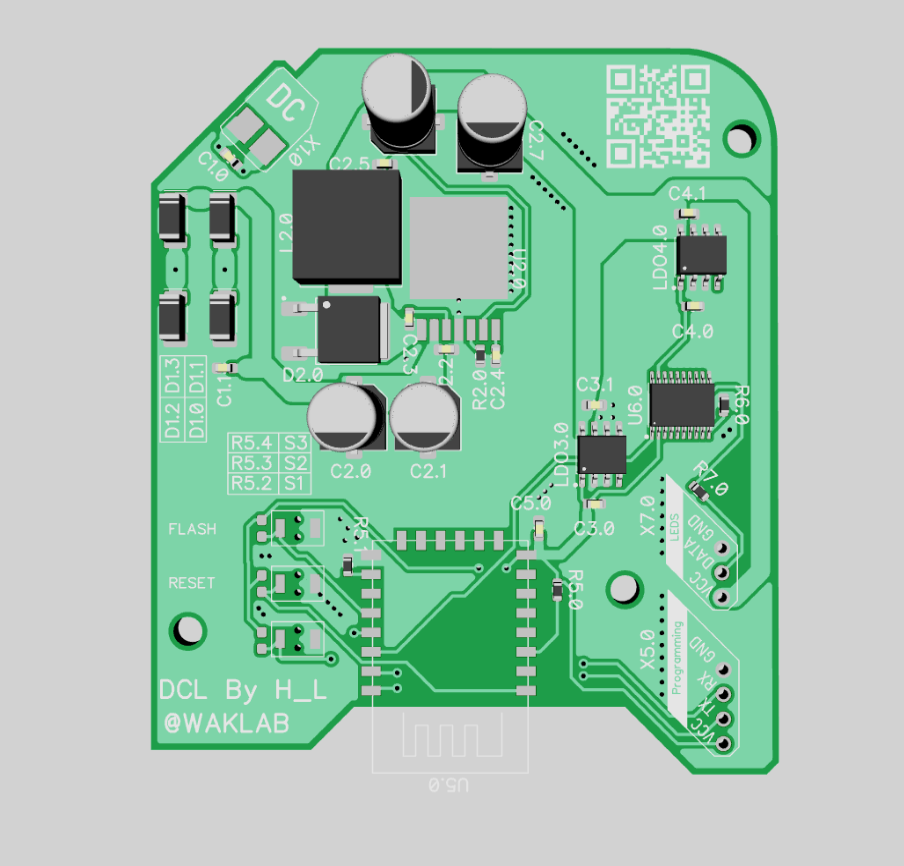 DC
X1.0
C1.0
C2.5
C2.7
L2.0
U2.0
C4.1
LDO4.0
C4.0
D2.0
C2.3
R2.0
C2.4
C1.1
D1.3 D1.1
D1.2 D1.0
C3.1
U6.0
R6.0
LDO3.0
C2.0
C2.1
R5.4 S3
R5.3 S2
R5.2 S1
C5.0
C3.0
R7.0
X7.0
LEDS
GND
DATA
VCC
FLASH
R5.1
RESET
R5.0
X5.0
Programming
GND
RX
TX
VCC
DCL By H_L
@WAKLAB
U5.0